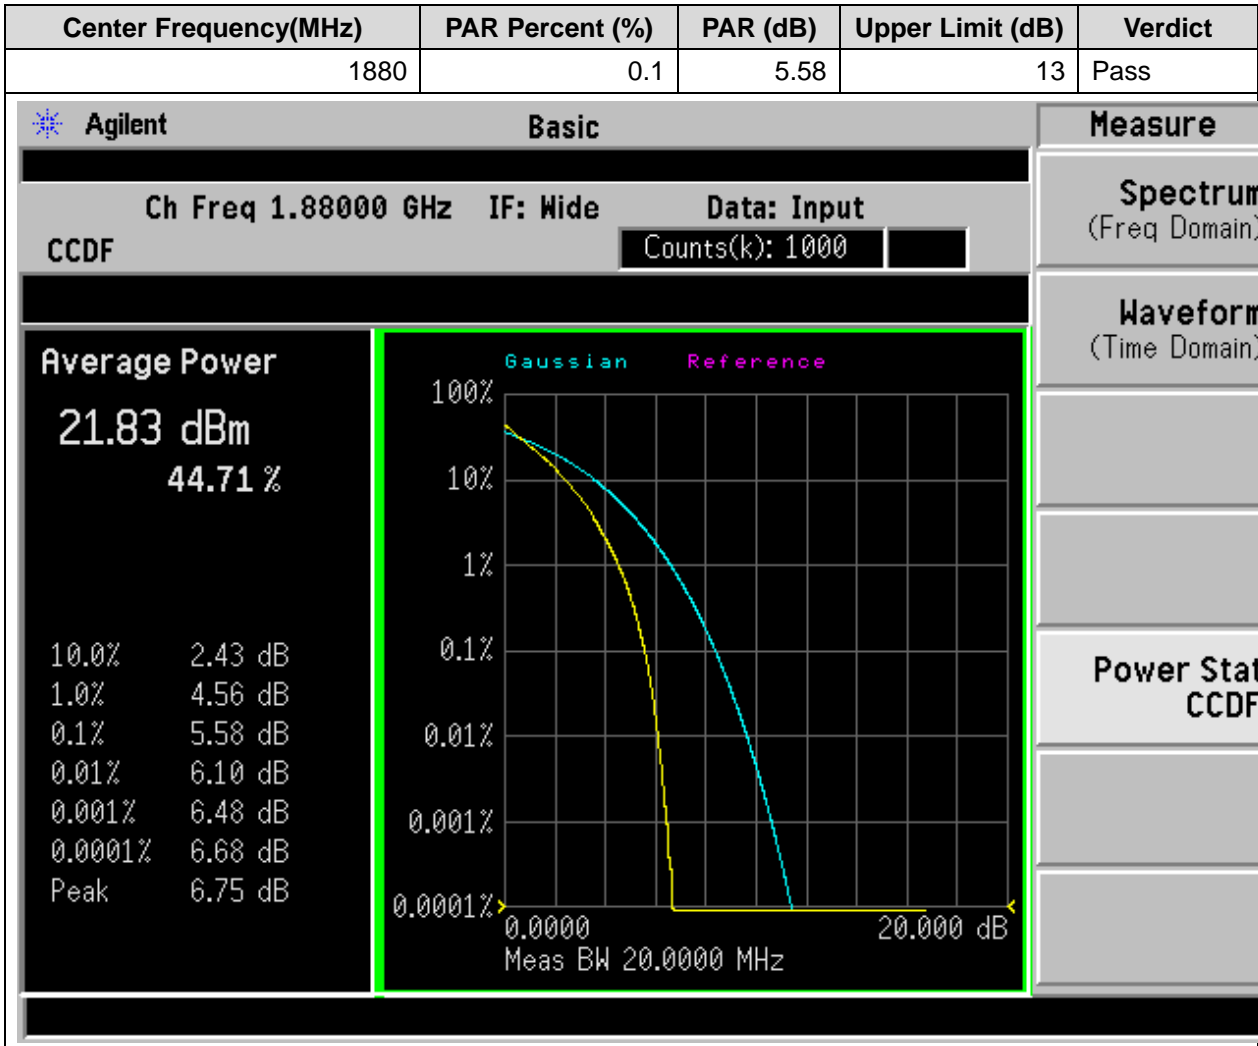 Center Frequency(MHz) PAR Percent (%) PAR (dB) Upper Limit (dB) Verdict
1880 0.1 5.58 13 Pass
Agilent Basic Measure
Ch Freq 1.88000 GHz IF: Wide Data: Input
CCDF Counts(k): 1000
Spectrum
(Freq Domain)
Waveform
(Time Domain)
Power Stat
CCDF
Average Power
21.83 dBm
44.71 %
10.0% 2.43 dB
1.0% 4.56 dB
0.1% 5.58 dB
0.01% 6.10 dB
0.001% 6.48 dB
0.0001% 6.68 dB
Peak 6.75 dB
Gaussian Reference
100%
10%
1%
0.1%
0.01%
0.001%
0.0001%
0.0000 20.000 dB
Meas BW 20.0000 MHz